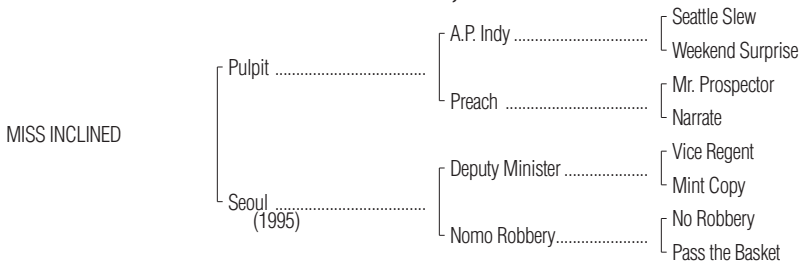 Seattle Slew
A.P. Indy ....................................
Weekend Surprise
Pulpit ........................................
Mr. Prospector
Preach ......................................
Narrate
MISS INCLINED
Vice Regent
Deputy Minister ......................
Mint Copy
Seoul ........................................
(1995)
No Robbery
Nomo Robbery.........................
Pass the Basket